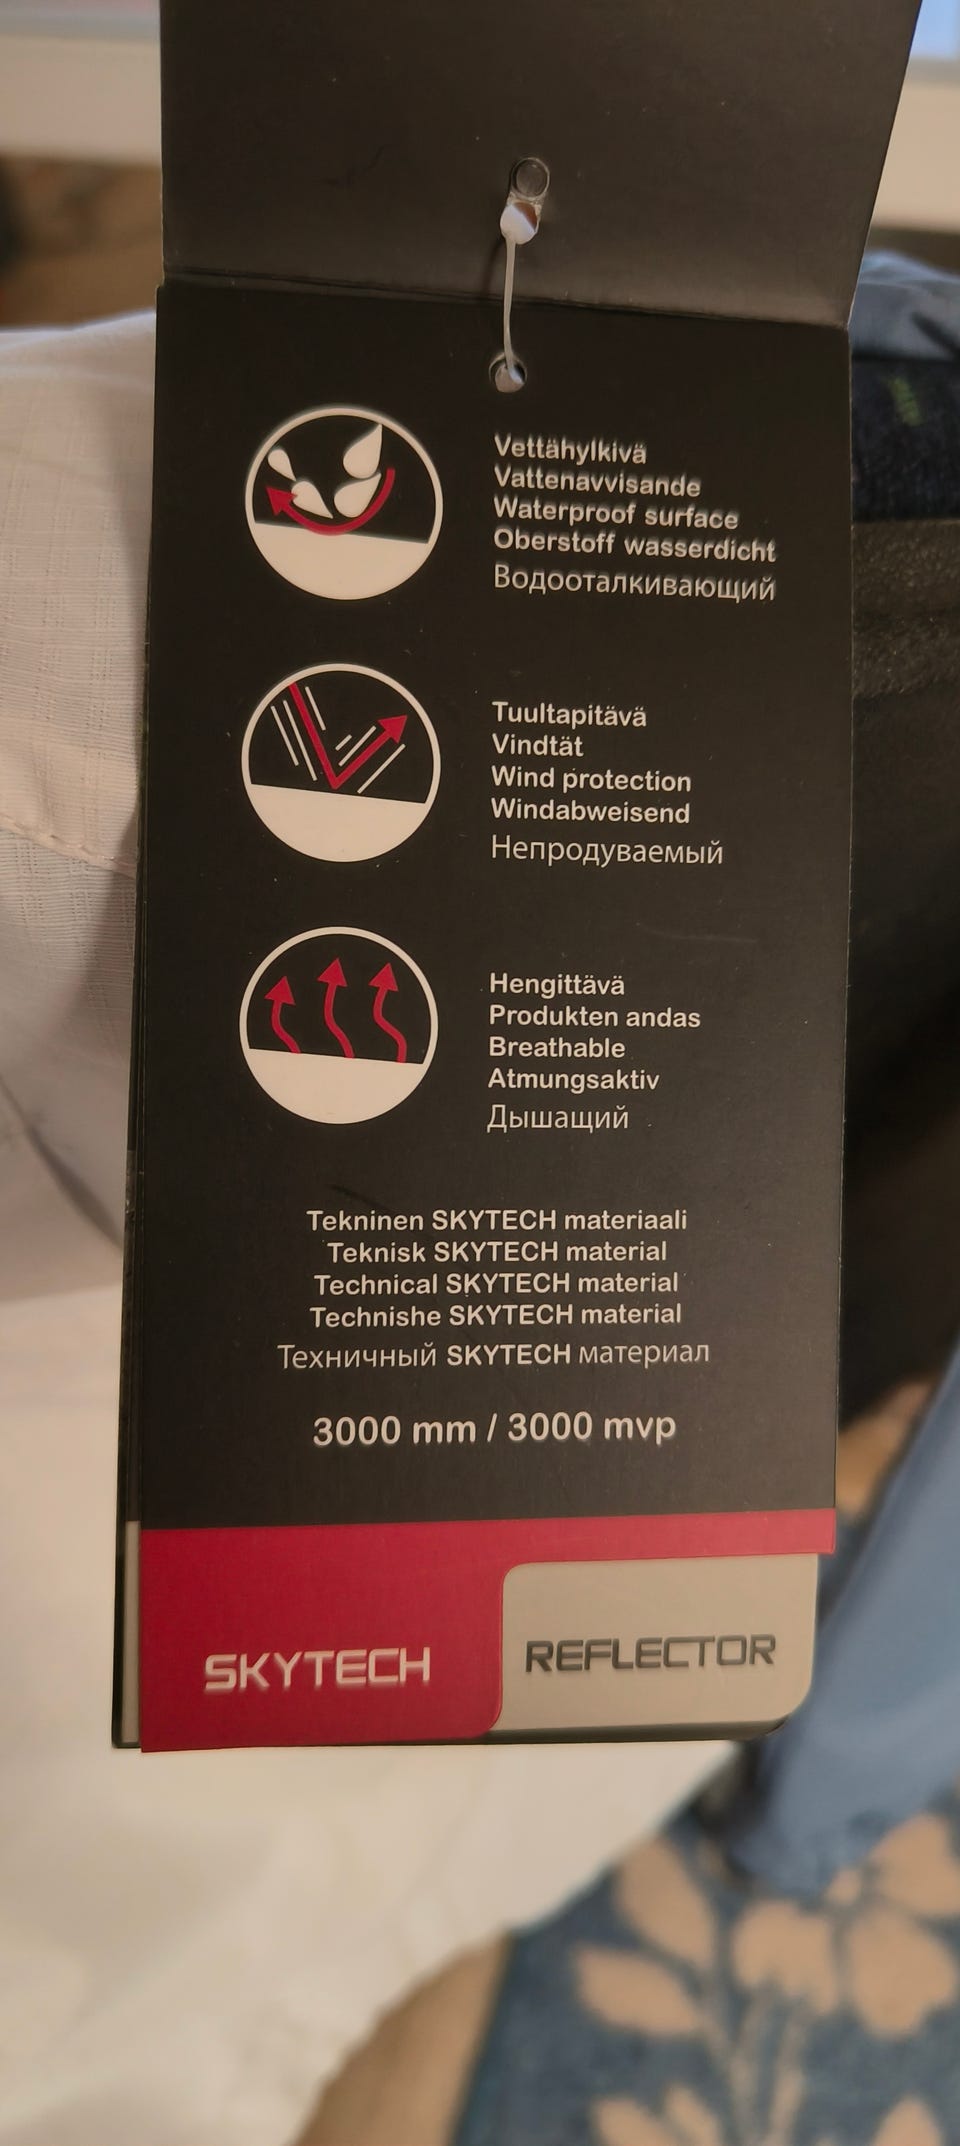 Vettähylkivä
Vattenavvisande
Waterproof surface
Oberstoff wasserdicht
Водооталкивающий
Tuultapitävä
Vindtät
Wind protection
Windabweisend
Непродуваемый
Hengittävä
Produkten andas
Breathable
Atmungsaktiv
Дышащий
Tekninen SKYTECH materiaali
Teknisk SKYTECH material
Technical SKYTECH material
Technishe SKYTECH material
Техничный SKYTECH материал
3000 mm / 3000 mvp
SKYTECH
REFLECTOR